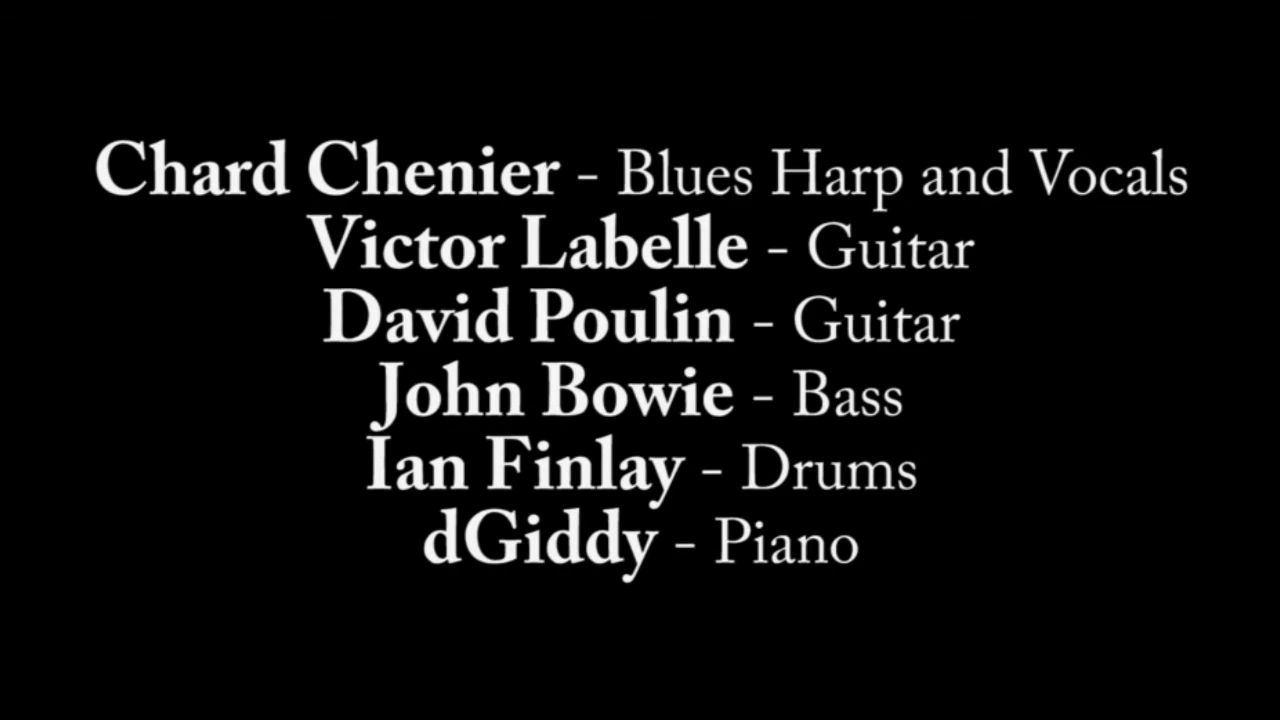 Chard Chenier - Blues Harp and Vocals
Victor Labelle - Guitar
David Poulin - Guitar
John Bowie - Bass
Ian Finlay - Drums
dGiddy - Piano